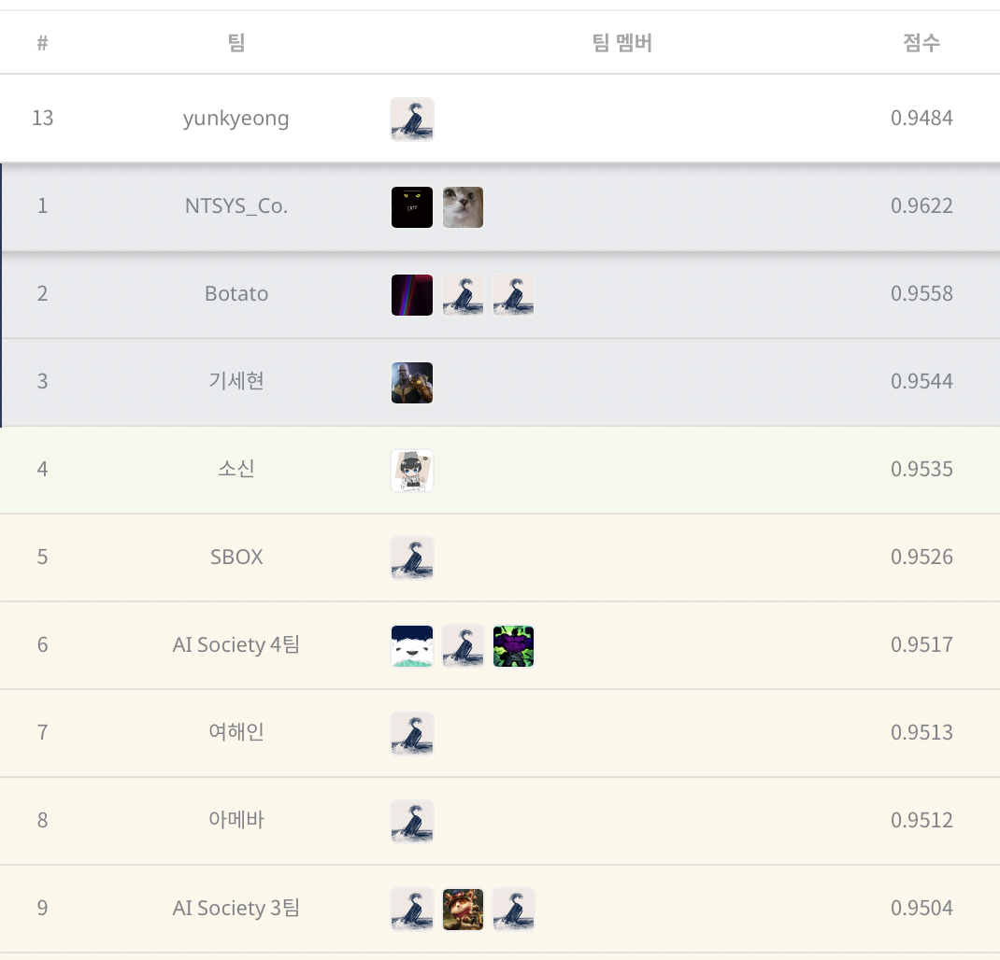 # 팀 팀 멤버 점수
13 yunkyeong 0.9484
1 NTSYS_Co. CATS 0.9622
2 Botato 0.9558
3 기세현 0.9544
4 소신 0.9535
5 SBOX 0.9526
6 AI Society 4팀 0.9517
7 여해인 0.9513
8 아메바 0.9512
9 AI Society 3팀 0.9504